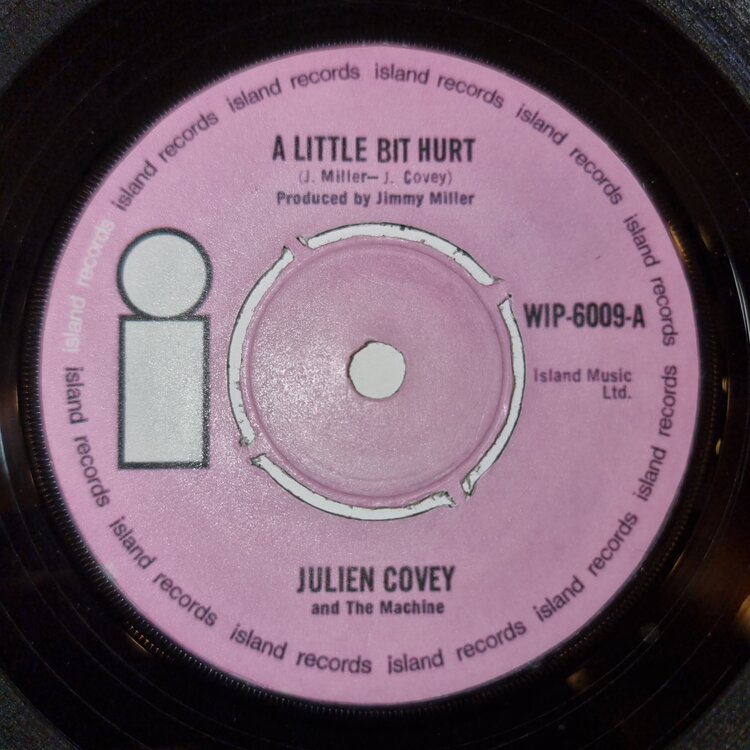 island records island records island records island records island records island records island records island records island records island records island records island records
A LITTLE BIT HURT
(J. Miller— J. Covey)
Produced by Jimmy Miller
i
WIP-6009-A
Island Music
Ltd.
JULIEN COVEY
and The Machine